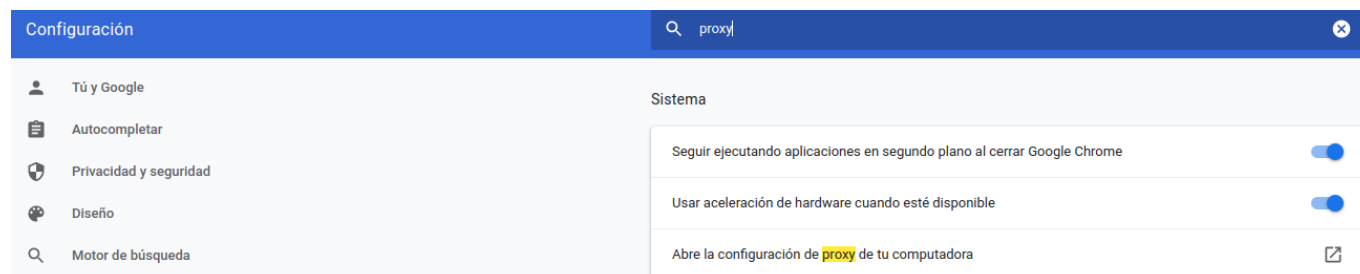 Configuración
proxy
Tú y Google
Autocompletar
Privacidad y seguridad
Diseño
Motor de búsqueda
Sistema
Seguir ejecutando aplicaciones en segundo plano al cerrar Google Chrome
Usar aceleración de hardware cuando esté disponible
Abre la configuración de proxy de tu computadora